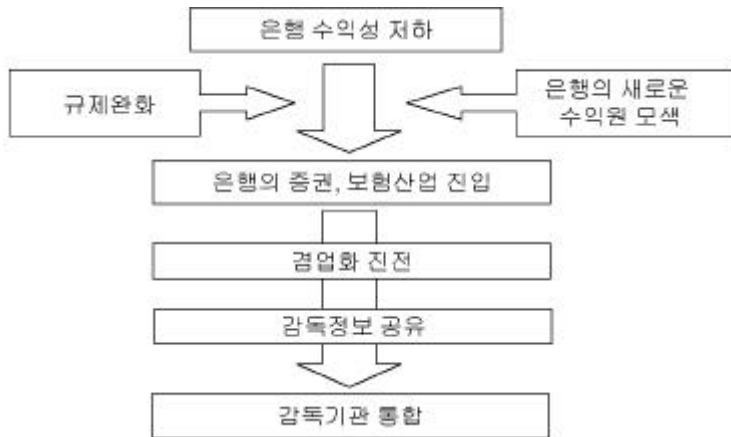 은행 수익성 저하
규제완화
은행의 새로운
수익원 모색
은행의 증권, 보험산업 진입
겸업화 진전
감독정보 공유
감독기관 통합